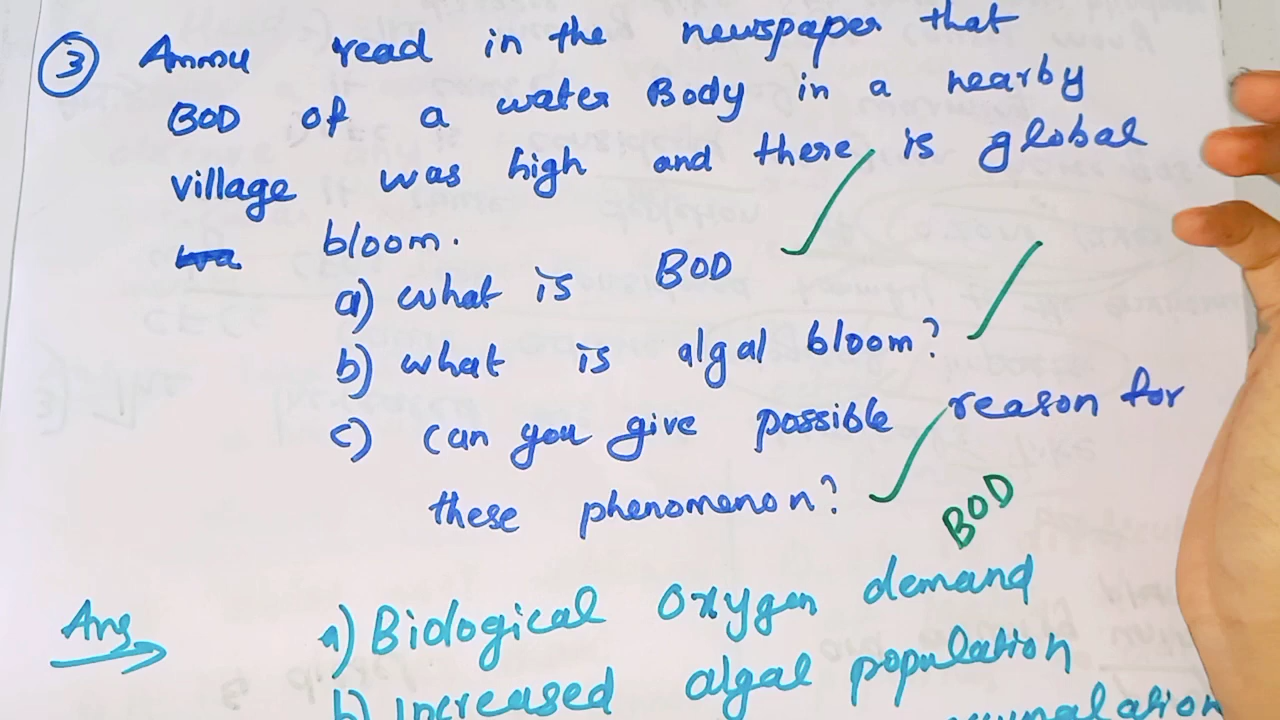 3 Ammu read in the newspaper that
BOD of a water Body in a nearby
village was high and there is global
bloom.
a) what is BOD
b) what is algal bloom?
c) can you give possible reason for
these phenomenon?
BOD
Ans a) Biological Oxygen demand
b) increased algal population